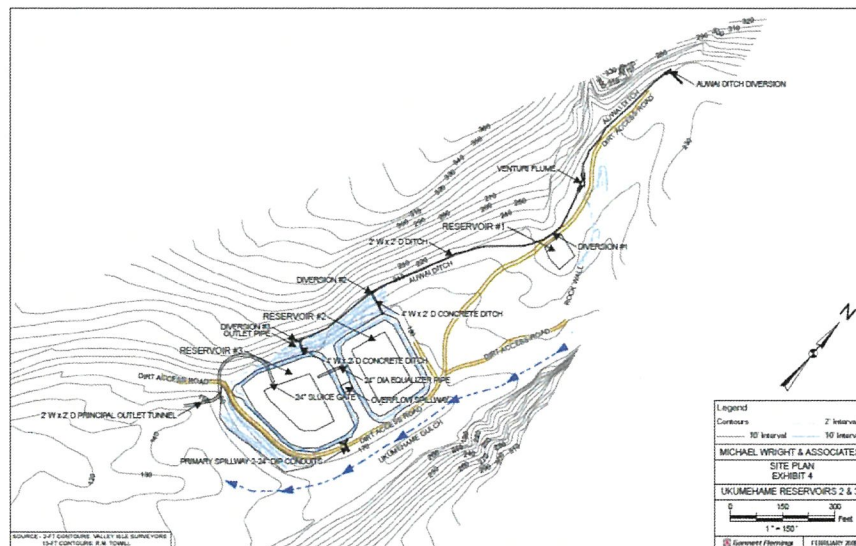 AUWAI DITCH DIVERSION
AUWAI DITCH
DIRT ACCESS ROAD
VENTURI FLUME
RESERVOIR #1
2' W x 2' D DITCH
DIVERSION #1
AUWAI DITCH
ROCK WALL
DIVERSION #2
RESERVOIR #2
4' W x 2' D CONCRETE DITCH
DIVERSION #3
OUTLET PIPE
RESERVOIR #3
4' W x 2' D CONCRETE DITCH
DIRT ACCESS ROAD
DIRT ACCESS ROAD
24" DIA EQUALIZER PIPE
24" SLUICE GATE
OVERFLOW SPILLWAY
2' W x 2' D PRINCIPAL OUTLET TUNNEL
DIRT ACCESS ROAD
UKUMEHAME GULCH
PRIMARY SPILLWAY 2-24" DIP CONDUITS
Legend
Contours 2' Interval
10' Interval 10' Interval
MICHAEL WRIGHT & ASSOCIATES
SITE PLAN
EXHIBIT 4
UKUMEHAME RESERVOIRS 2 &
0 150 300
Feet
1" = 150'
Gannett Fleming FEBRUARY
SOURCE - 2-FT CONTOURS: VALLEY ISLE SURVEYORS
10-FT CONTOURS: R.M. TOWILL